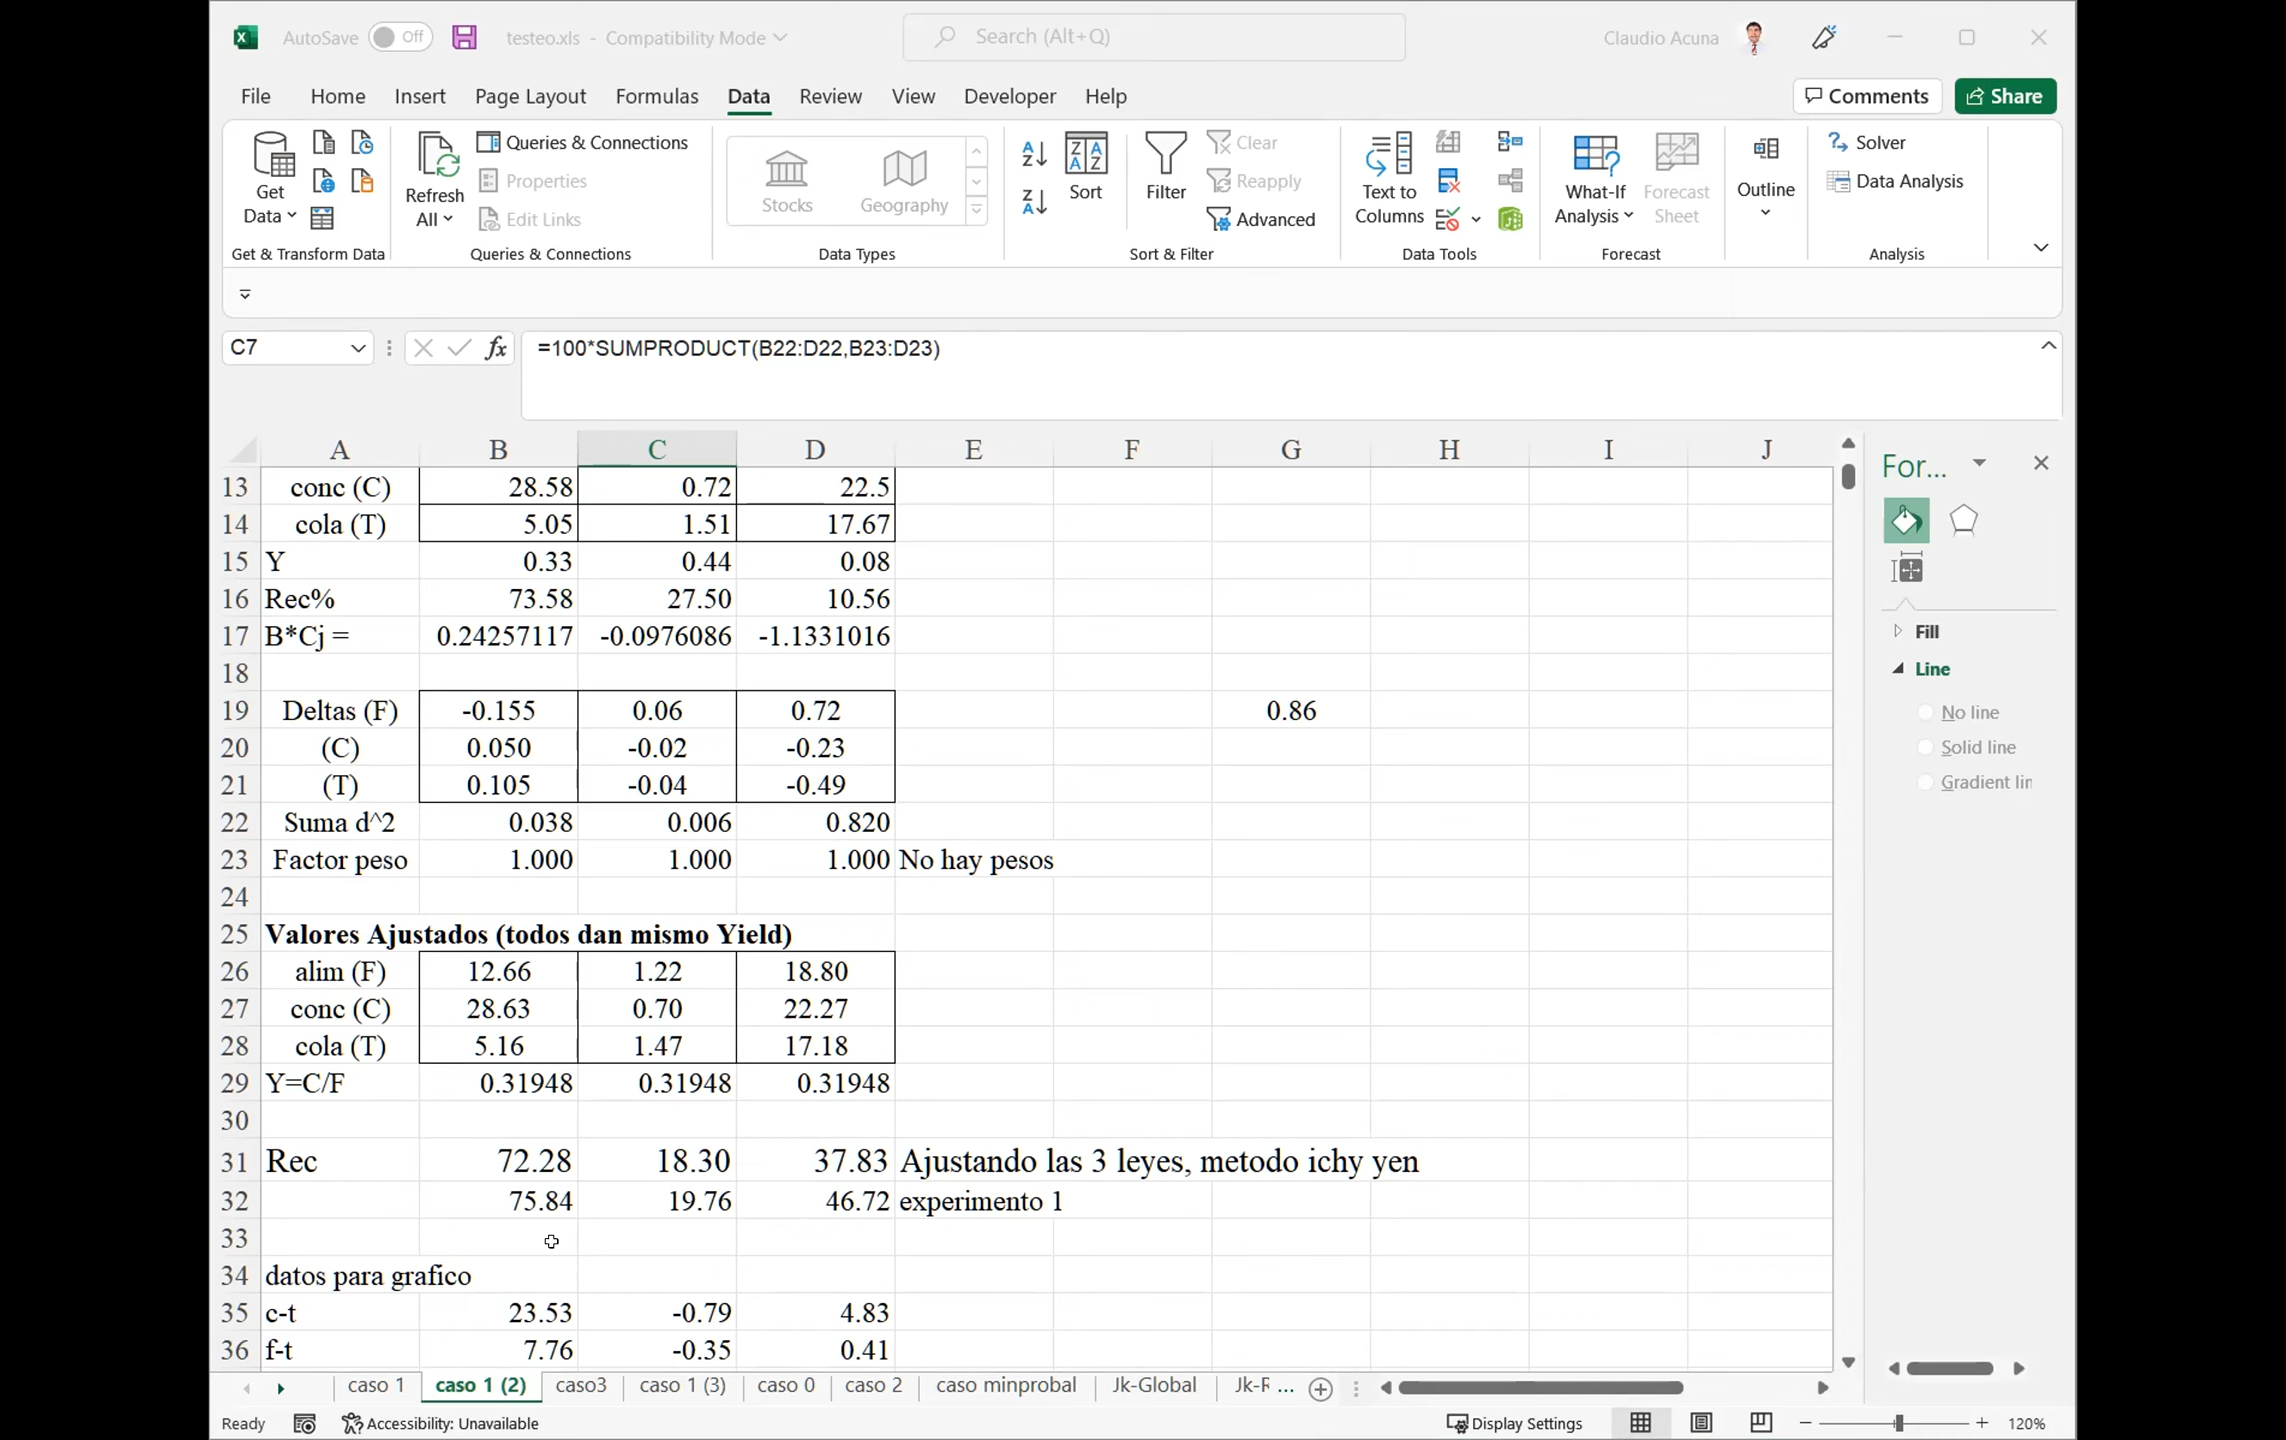 AutoSave Off testeo.xls - Compatibility Mode Search (Alt+Q) Claudio Acuna
File Home Insert Page Layout Formulas Data Review View Developer Help Comments Share
Get Data
Refresh All
Queries & Connections
Properties
Edit Links
Stocks Geography
Sort
Filter
Clear
Reapply
Advanced
Text to Columns
What-If Analysis
Forecast Sheet
Outline
Solver
Data Analysis
Get & Transform Data Queries & Connections Data Types Sort & Filter Data Tools Forecast Analysis
C7 fx =100*SUMPRODUCT(B22:D22,B23:D23)
A B C D E F G H I J
13 conc (C) 28.58 0.72 22.5
14 cola (T) 5.05 1.51 17.67
15 Y 0.33 0.44 0.08
16 Rec% 73.58 27.50 10.56
17 B*Cj = 0.24257117 -0.0976086 -1.1331016
18
19 Deltas (F) -0.155 0.06 0.72 0.86
20 (C) 0.050 -0.02 -0.23
21 (T) 0.105 -0.04 -0.49
22 Suma d^2 0.038 0.006 0.820
23 Factor peso 1.000 1.000 1.000 No hay pesos
24
25 Valores Ajustados (todos dan mismo Yield)
26 alim (F) 12.66 1.22 18.80
27 conc (C) 28.63 0.70 22.27
28 cola (T) 5.16 1.47 17.18
29 Y=C/F 0.31948 0.31948 0.31948
30
31 Rec 72.28 18.30 37.83 Ajustando las 3 leyes, metodo ichy yen
32 75.84 19.76 46.72 experimento 1
33
34 datos para grafico
35 c-t 23.53 -0.79 4.83
36 f-t 7.76 -0.35 0.41
For...
Fill
Line
No line
Solid line
Gradient lin
caso 1 caso 1 (2) caso3 caso 1 (3) caso 0 caso 2 caso minprobal Jk-Global Jk-F ...
Ready Accessibility: Unavailable Display Settings 120%